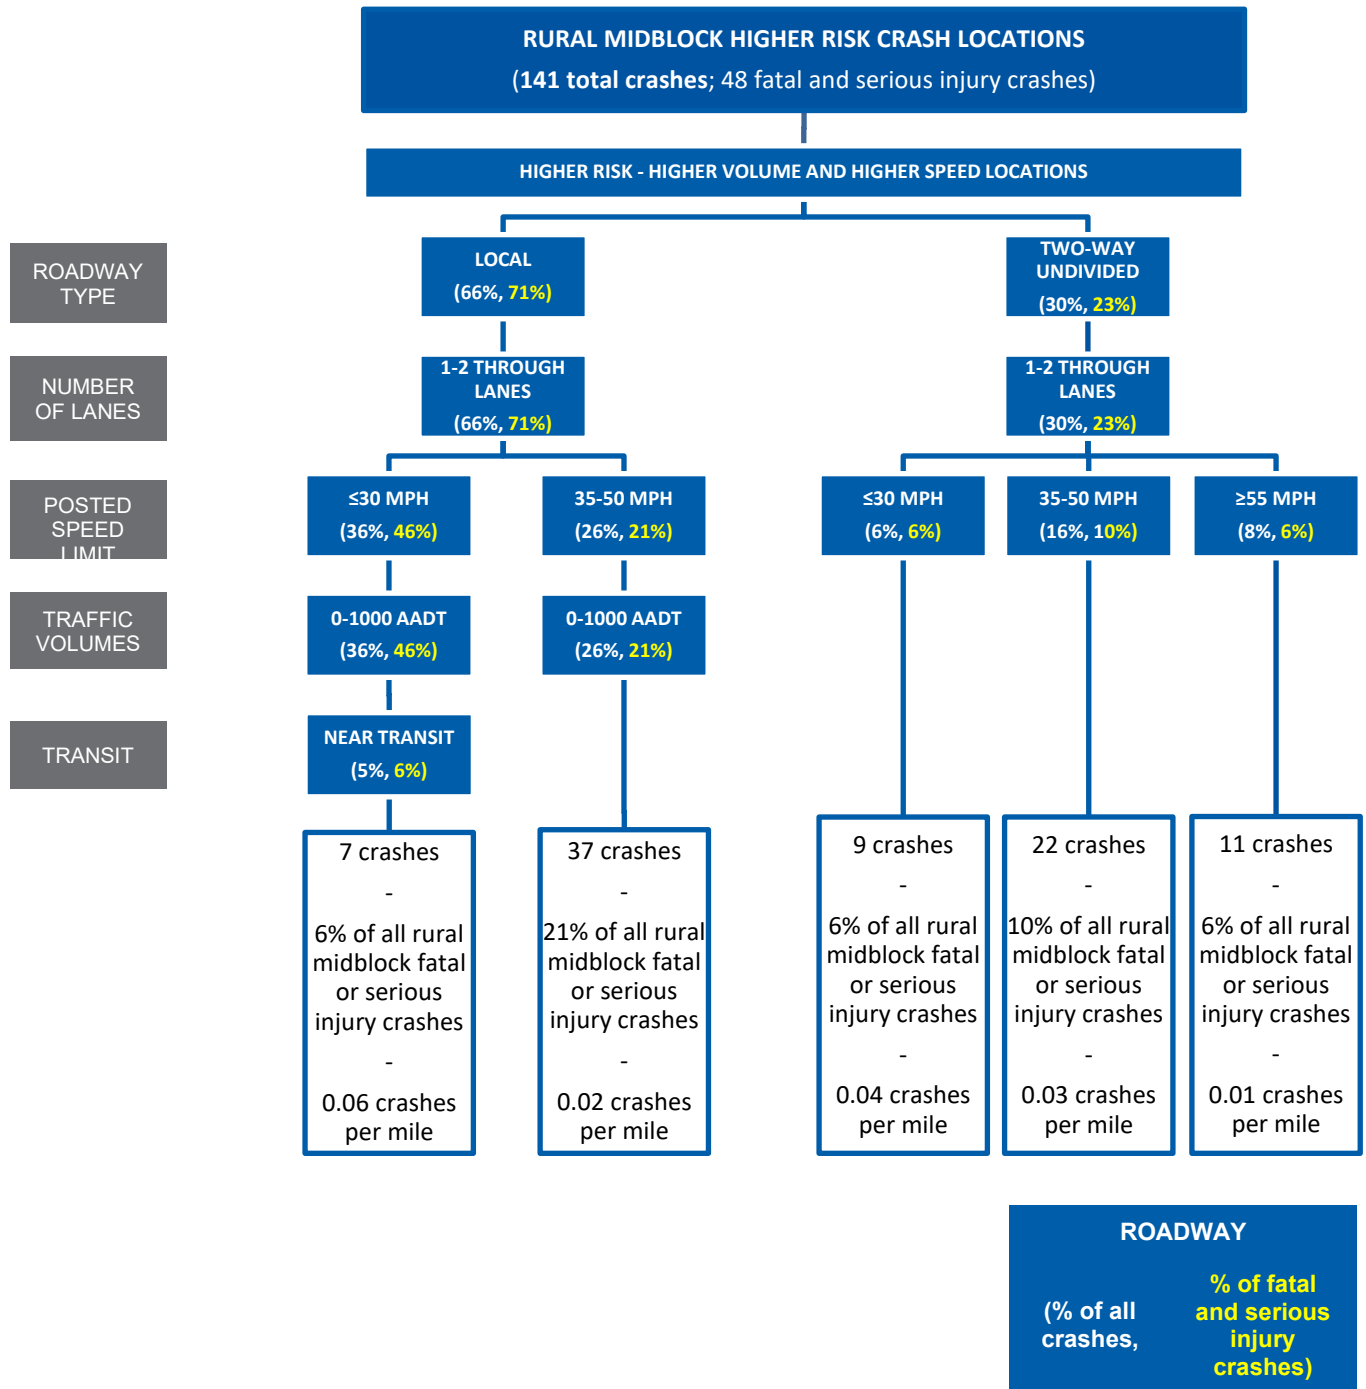 RURAL MIDBLOCK HIGHER RISK CRASH LOCATIONS
(141 total crashes; 48 fatal and serious injury crashes)
HIGHER RISK - HIGHER VOLUME AND HIGHER SPEED LOCATIONS
ROADWAY
TYPE
LOCAL
(66%, 71%)
TWO-WAY
UNDIVIDED
(30%, 23%)
NUMBER
OF LANES
1-2 THROUGH
LANES
(66%, 71%)
1-2 THROUGH
LANES
(30%, 23%)
POSTED
SPEED
LIMIT
≤30 MPH
(36%, 46%)
35-50 MPH
(26%, 21%)
≤30 MPH
(6%, 6%)
35-50 MPH
(16%, 10%)
≥55 MPH
(8%, 6%)
TRAFFIC
VOLUMES
0-1000 AADT
(36%, 46%)
0-1000 AADT
(26%, 21%)
TRANSIT
NEAR TRANSIT
(5%, 6%)
7 crashes
-
6% of all rural
midblock fatal
or serious
injury crashes
-
0.06 crashes
per mile
37 crashes
-
21% of all rural
midblock fatal
or serious
injury crashes
-
0.02 crashes
per mile
9 crashes
-
6% of all rural
midblock fatal
or serious
injury crashes
-
0.04 crashes
per mile
22 crashes
-
10% of all rural
midblock fatal
or serious
injury crashes
-
0.03 crashes
per mile
11 crashes
-
6% of all rural
midblock fatal
or serious
injury crashes
-
0.01 crashes
per mile
ROADWAY
(% of all
crashes,
% of fatal
and serious
injury
crashes)